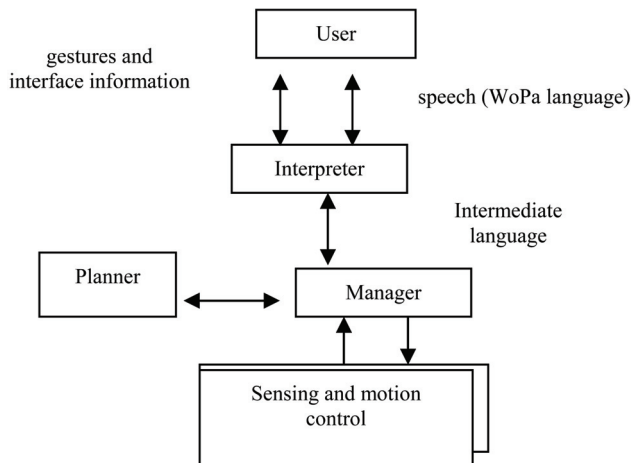 User
gestures and
interface information
speech (WoPa language)
Interpreter
Intermediate
language
Planner
Manager
Sensing and motion
control